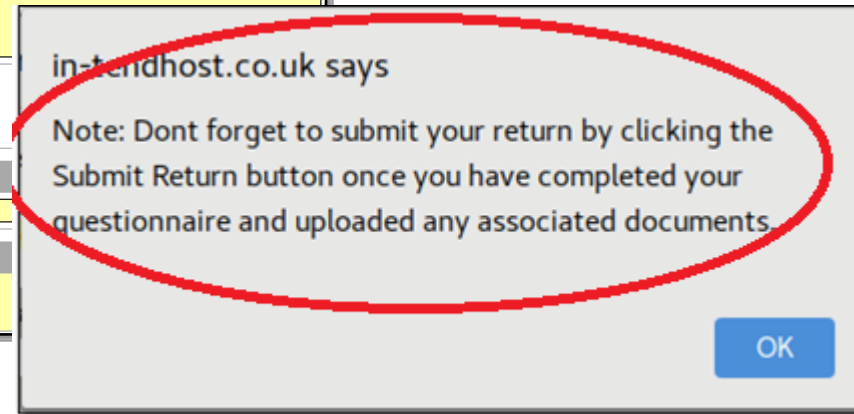 in-tendhost.co.uk says
Note: Dont forget to submit your return by clicking the
Submit Return button once you have completed your
questionnaire and uploaded any associated documents.
OK